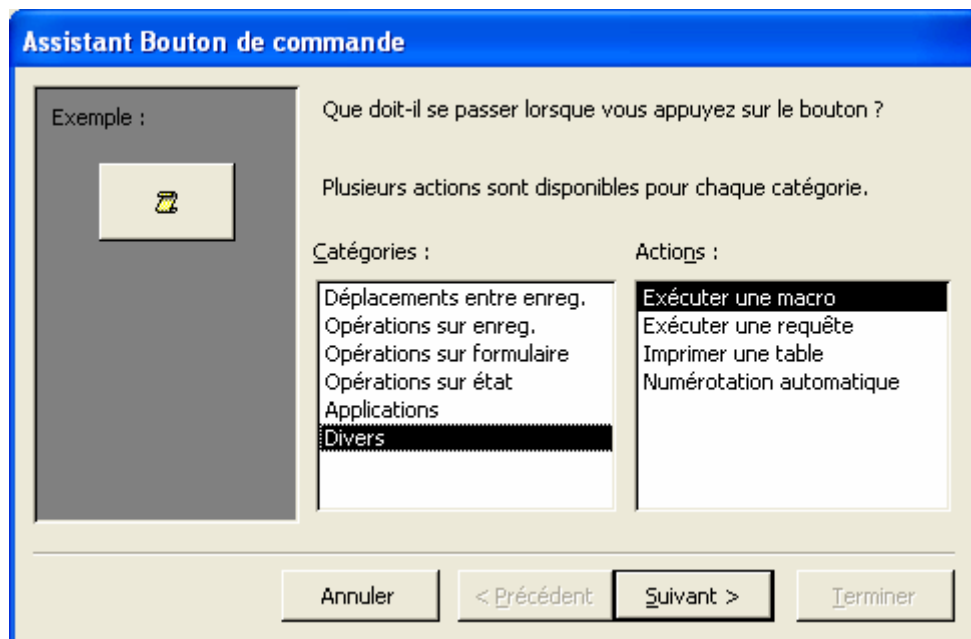 Assistant Bouton de commande
Exemple :
Que doit-il se passer lorsque vous appuyez sur le bouton ?
Plusieurs actions sont disponibles pour chaque catégorie.
Catégories :
Déplacements entre enreg.
Opérations sur enreg.
Opérations sur formulaire
Opérations sur état
Applications
Divers
Actions :
Exécuter une macro
Exécuter une requête
Imprimer une table
Numérotation automatique
Annuler
< Précédent
Suivant >
Terminer